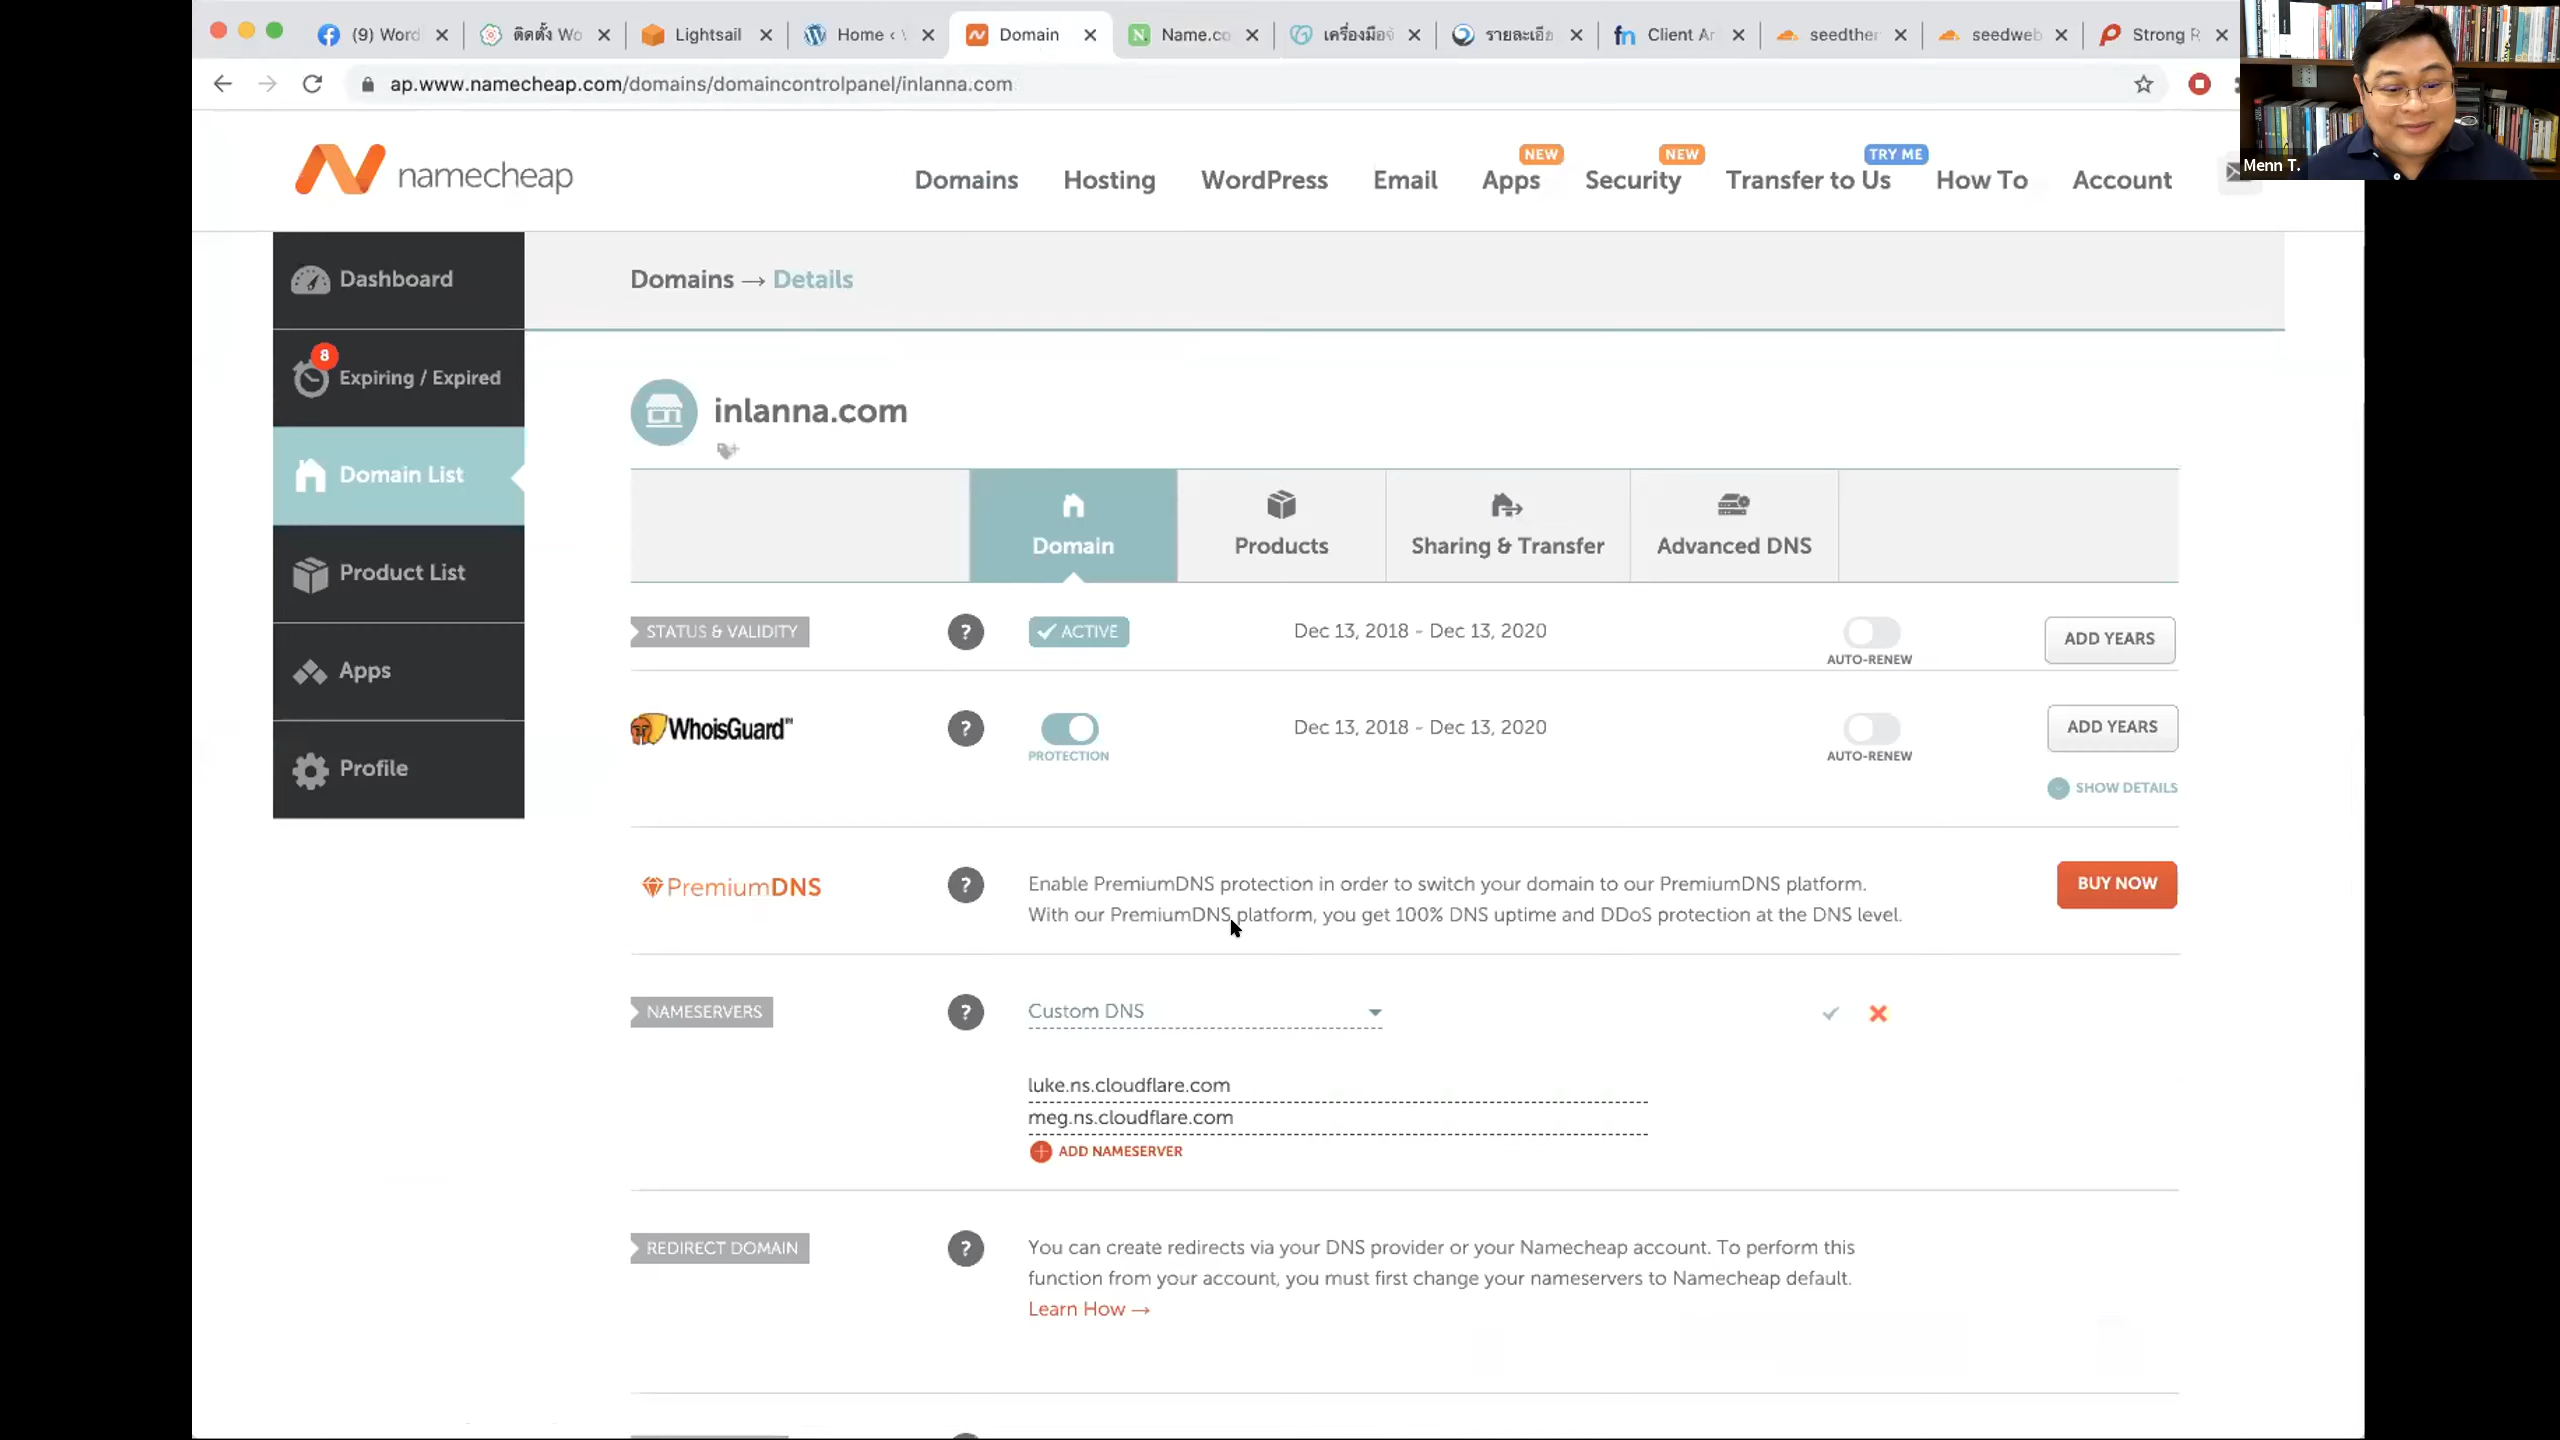 (9) Word
ติดตั้ง Wo
Lightsail
Home ‹
Domain
Name.co
เครื่องมือจั
รายละเอีย
Client Ar
seedther
seedweb
Strong R
ap.www.namecheap.com/domains/domaincontrolpanel/inlanna.com
Menn T.
namecheap
NEW
NEW
TRY ME
Domains
Hosting
WordPress
Email
Apps
Security
Transfer to Us
How To
Account
Dashboard
8
Expiring / Expired
Domain List
Product List
Apps
Profile
Domains → Details
inlanna.com
Domain
Products
Sharing & Transfer
Advanced DNS
STATUS & VALIDITY
?
ACTIVE
Dec 13, 2018 - Dec 13, 2020
AUTO-RENEW
ADD YEARS
WhoisGuard
?
PROTECTION
Dec 13, 2018 - Dec 13, 2020
AUTO-RENEW
ADD YEARS
SHOW DETAILS
PremiumDNS
?
Enable PremiumDNS protection in order to switch your domain to our PremiumDNS platform.
With our PremiumDNS platform, you get 100% DNS uptime and DDoS protection at the DNS level.
BUY NOW
NAMESERVERS
?
Custom DNS
luke.ns.cloudflare.com
meg.ns.cloudflare.com
ADD NAMESERVER
REDIRECT DOMAIN
?
You can create redirects via your DNS provider or your Namecheap account. To perform this
function from your account, you must first change your nameservers to Namecheap default.
Learn How →